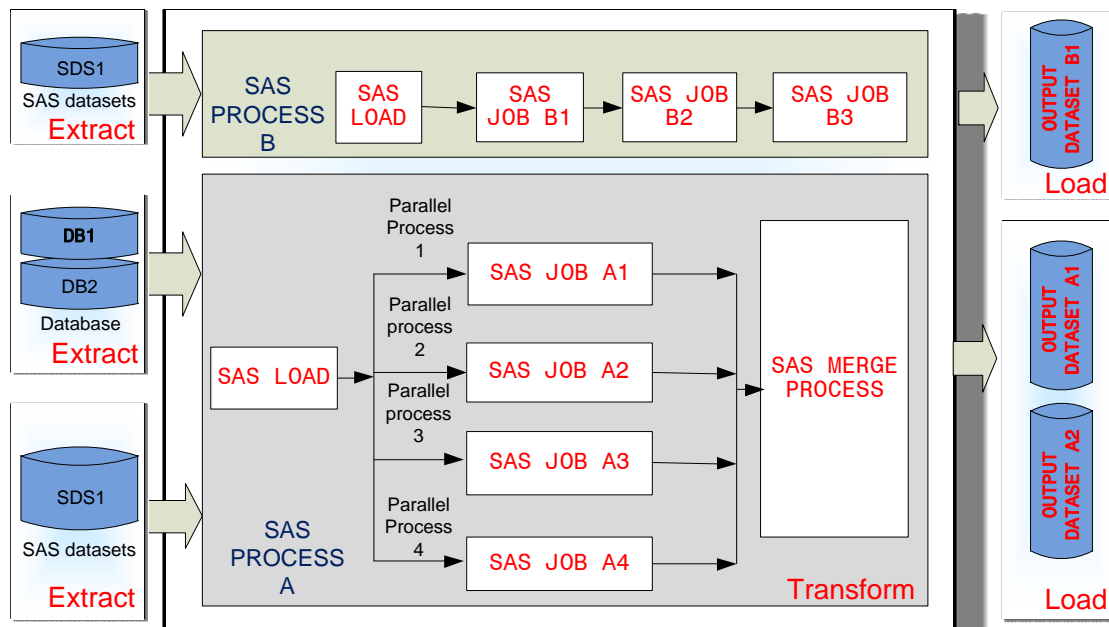 SDS1
SAS datasets
Extract
DB1
DB2
Database
Extract
SDS1
SAS datasets
Extract
SAS
PROCESS
B
SAS
LOAD
SAS
JOB B1
SAS JOB
B2
SAS JOB
B3
SAS LOAD
Parallel
Process
1
SAS JOB A1
Parallel
process
2
SAS JOB A2
Parallel
process
3
SAS JOB A3
Parallel
Process
4
SAS JOB A4
SAS
PROCESS
A
SAS MERGE
PROCESS
Transform
OUTPUT
DATASET B1
Load
OUTPUT
DATASET A1
OUTPUT
DATASET A2
Load